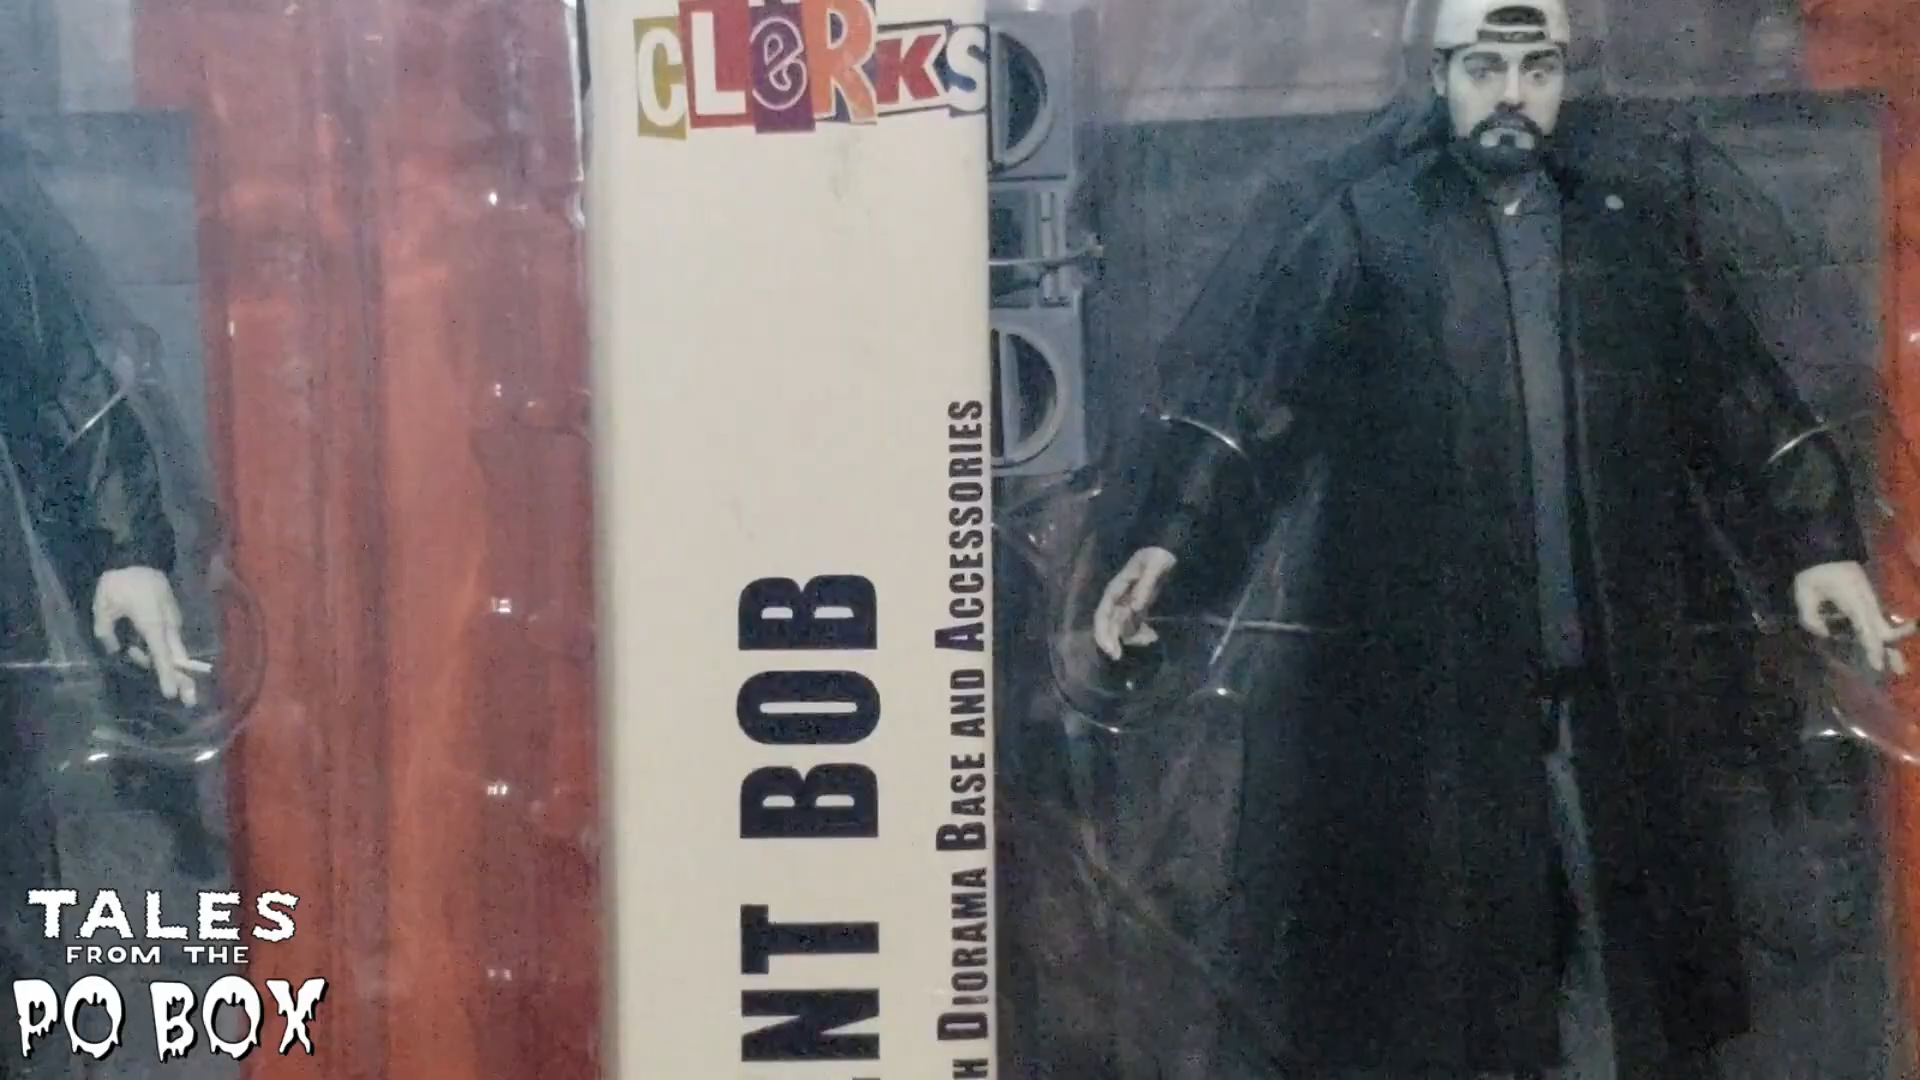 CLeRKS
NT BOB
H DIORAMA BASE AND ACCESSORIES
TALES
FROM THE
PO BOX